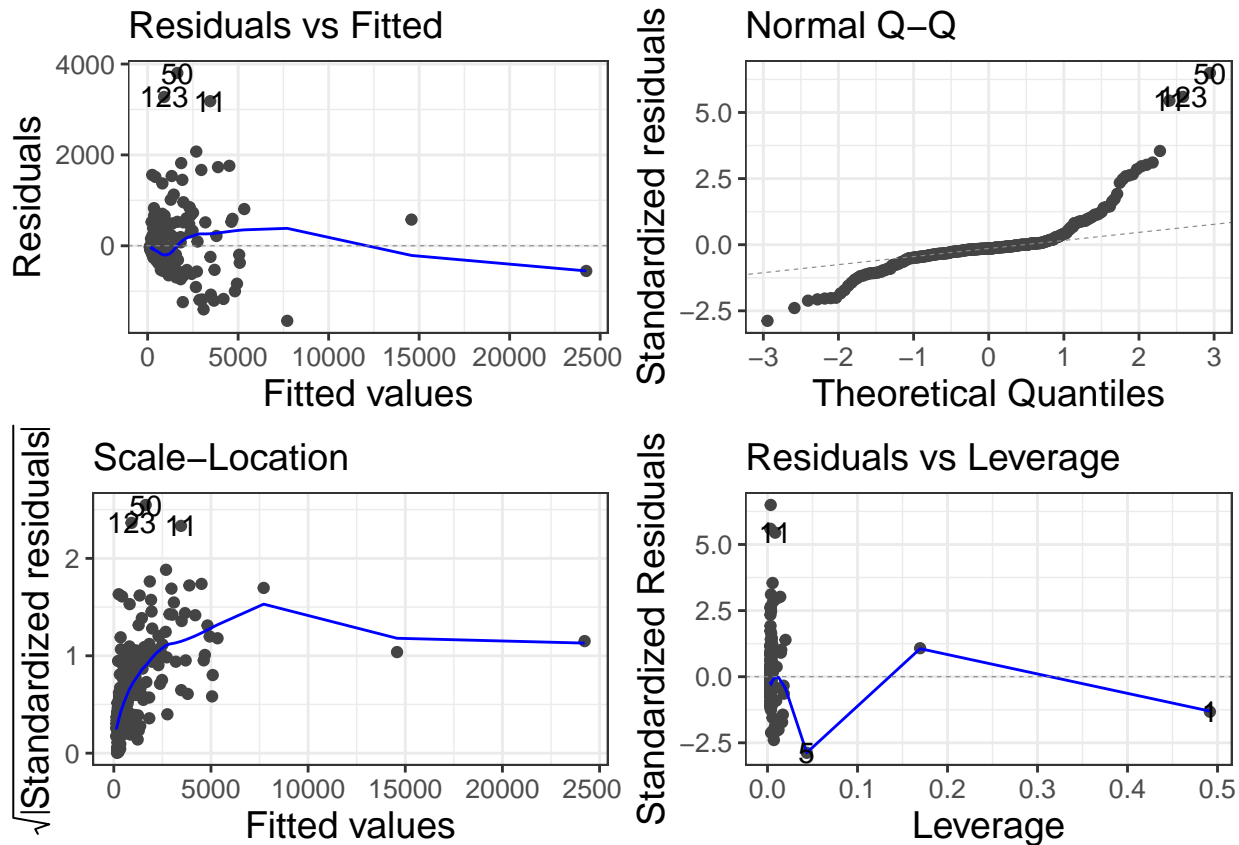 Residuals vs Fitted
Residuals
4000
2000
0
50
123
11
0 5000 10000 15000 20000 2500
Fitted values
Normal Q−Q
Standardized residuals
5.0
2.5
0.0
−2.5
50
123
11
−3 −2 −1 0 1 2 3
Theoretical Quantiles
Scale−Location
√|Standardized residuals|
2
1
0
50
123
11
0 5000 10000 15000 20000 2500
Fitted values
Residuals vs Leverage
Standardized Residuals
5.0
2.5
0.0
−2.5
11
5
1
0.0 0.1 0.2 0.3 0.4 0.5
Leverage